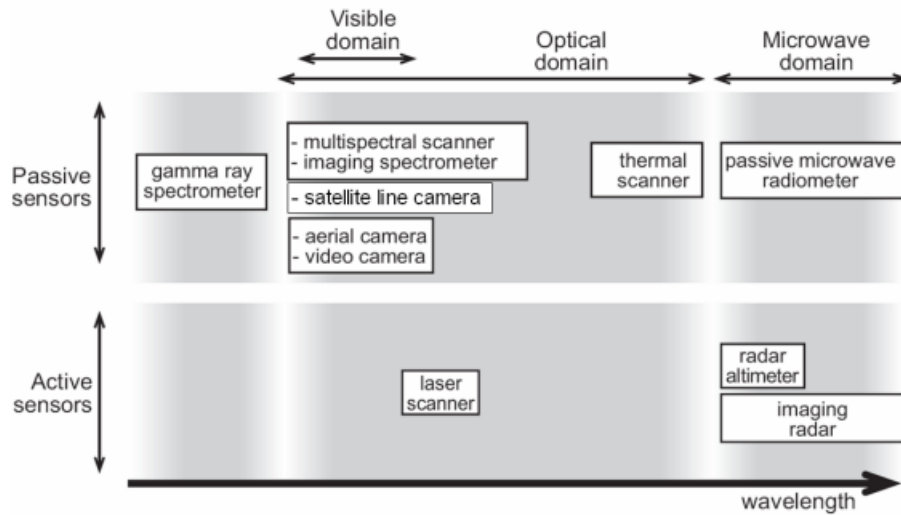 Visible
domain
Optical
domain
Microwave
domain
Passive
sensors
gamma ray
spectrometer
- multispectral scanner
- imaging spectrometer
- satellite line camera
- aerial camera
- video camera
thermal
scanner
passive microwave
radiometer
Active
sensors
laser
scanner
radar
altimeter
imaging
radar
wavelength